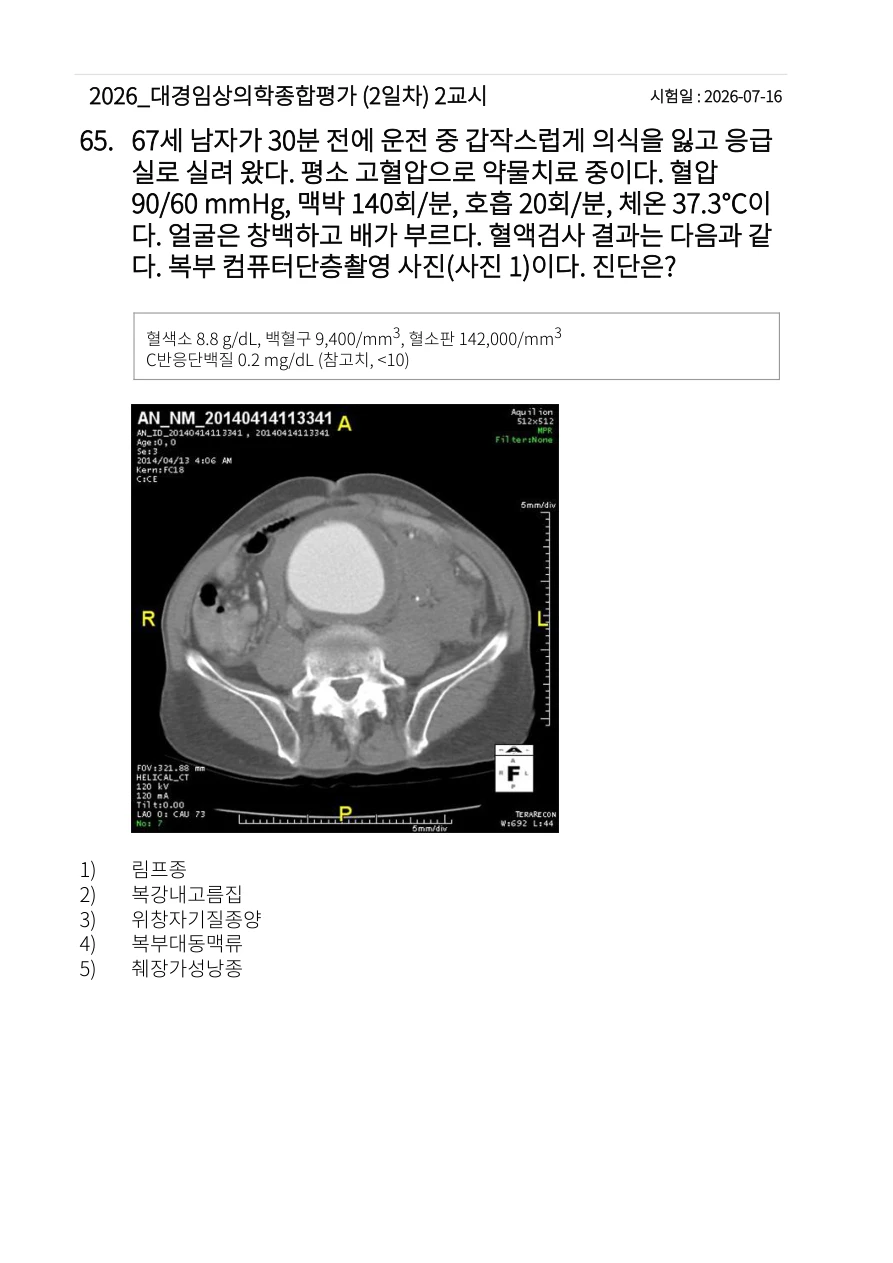 2026_대경임상의학종합평가 (2일차) 2교시
시험일 : 2026-07-16
65. 67세 남자가 30분 전에 운전 중 갑작스럽게 의식을 잃고 응급
실로 실려 왔다. 평소 고혈압으로 약물치료 중이다. 혈압
90/60 mmHg, 맥박 140회/분, 호흡 20회/분, 체온 37.3℃이
다. 얼굴은 창백하고 배가 부르다. 혈액검사 결과는 다음과 같
다. 복부 컴퓨터단층촬영 사진(사진 1)이다. 진단은?
혈색소 8.8 g/dL, 백혈구 9,400/mm³, 혈소판 142,000/mm³
C반응단백질 0.2 mg/dL (참고치, <10)
AN_NM_20140414113341
AN_ID_20140414113341 , 20140414113341
Age:0,0
Se:3
2014/04/13 4:06 AM
Kern:FC18
C:CE
A
Aquilion
512x512
MPR
Filter:None
5mm/div
R
L
FOV:321.88 mm
HELICAL_CT
120 kV
120 mA
Tilt:0.00
LAO 0: CAU 73
No: 7
P
5mm/div
A
R F L
P
TERARECON
W:692 L:44
1) 림프종
2) 복강내고름집
3) 위창자기질종양
4) 복부대동맥류
5) 췌장가성낭종